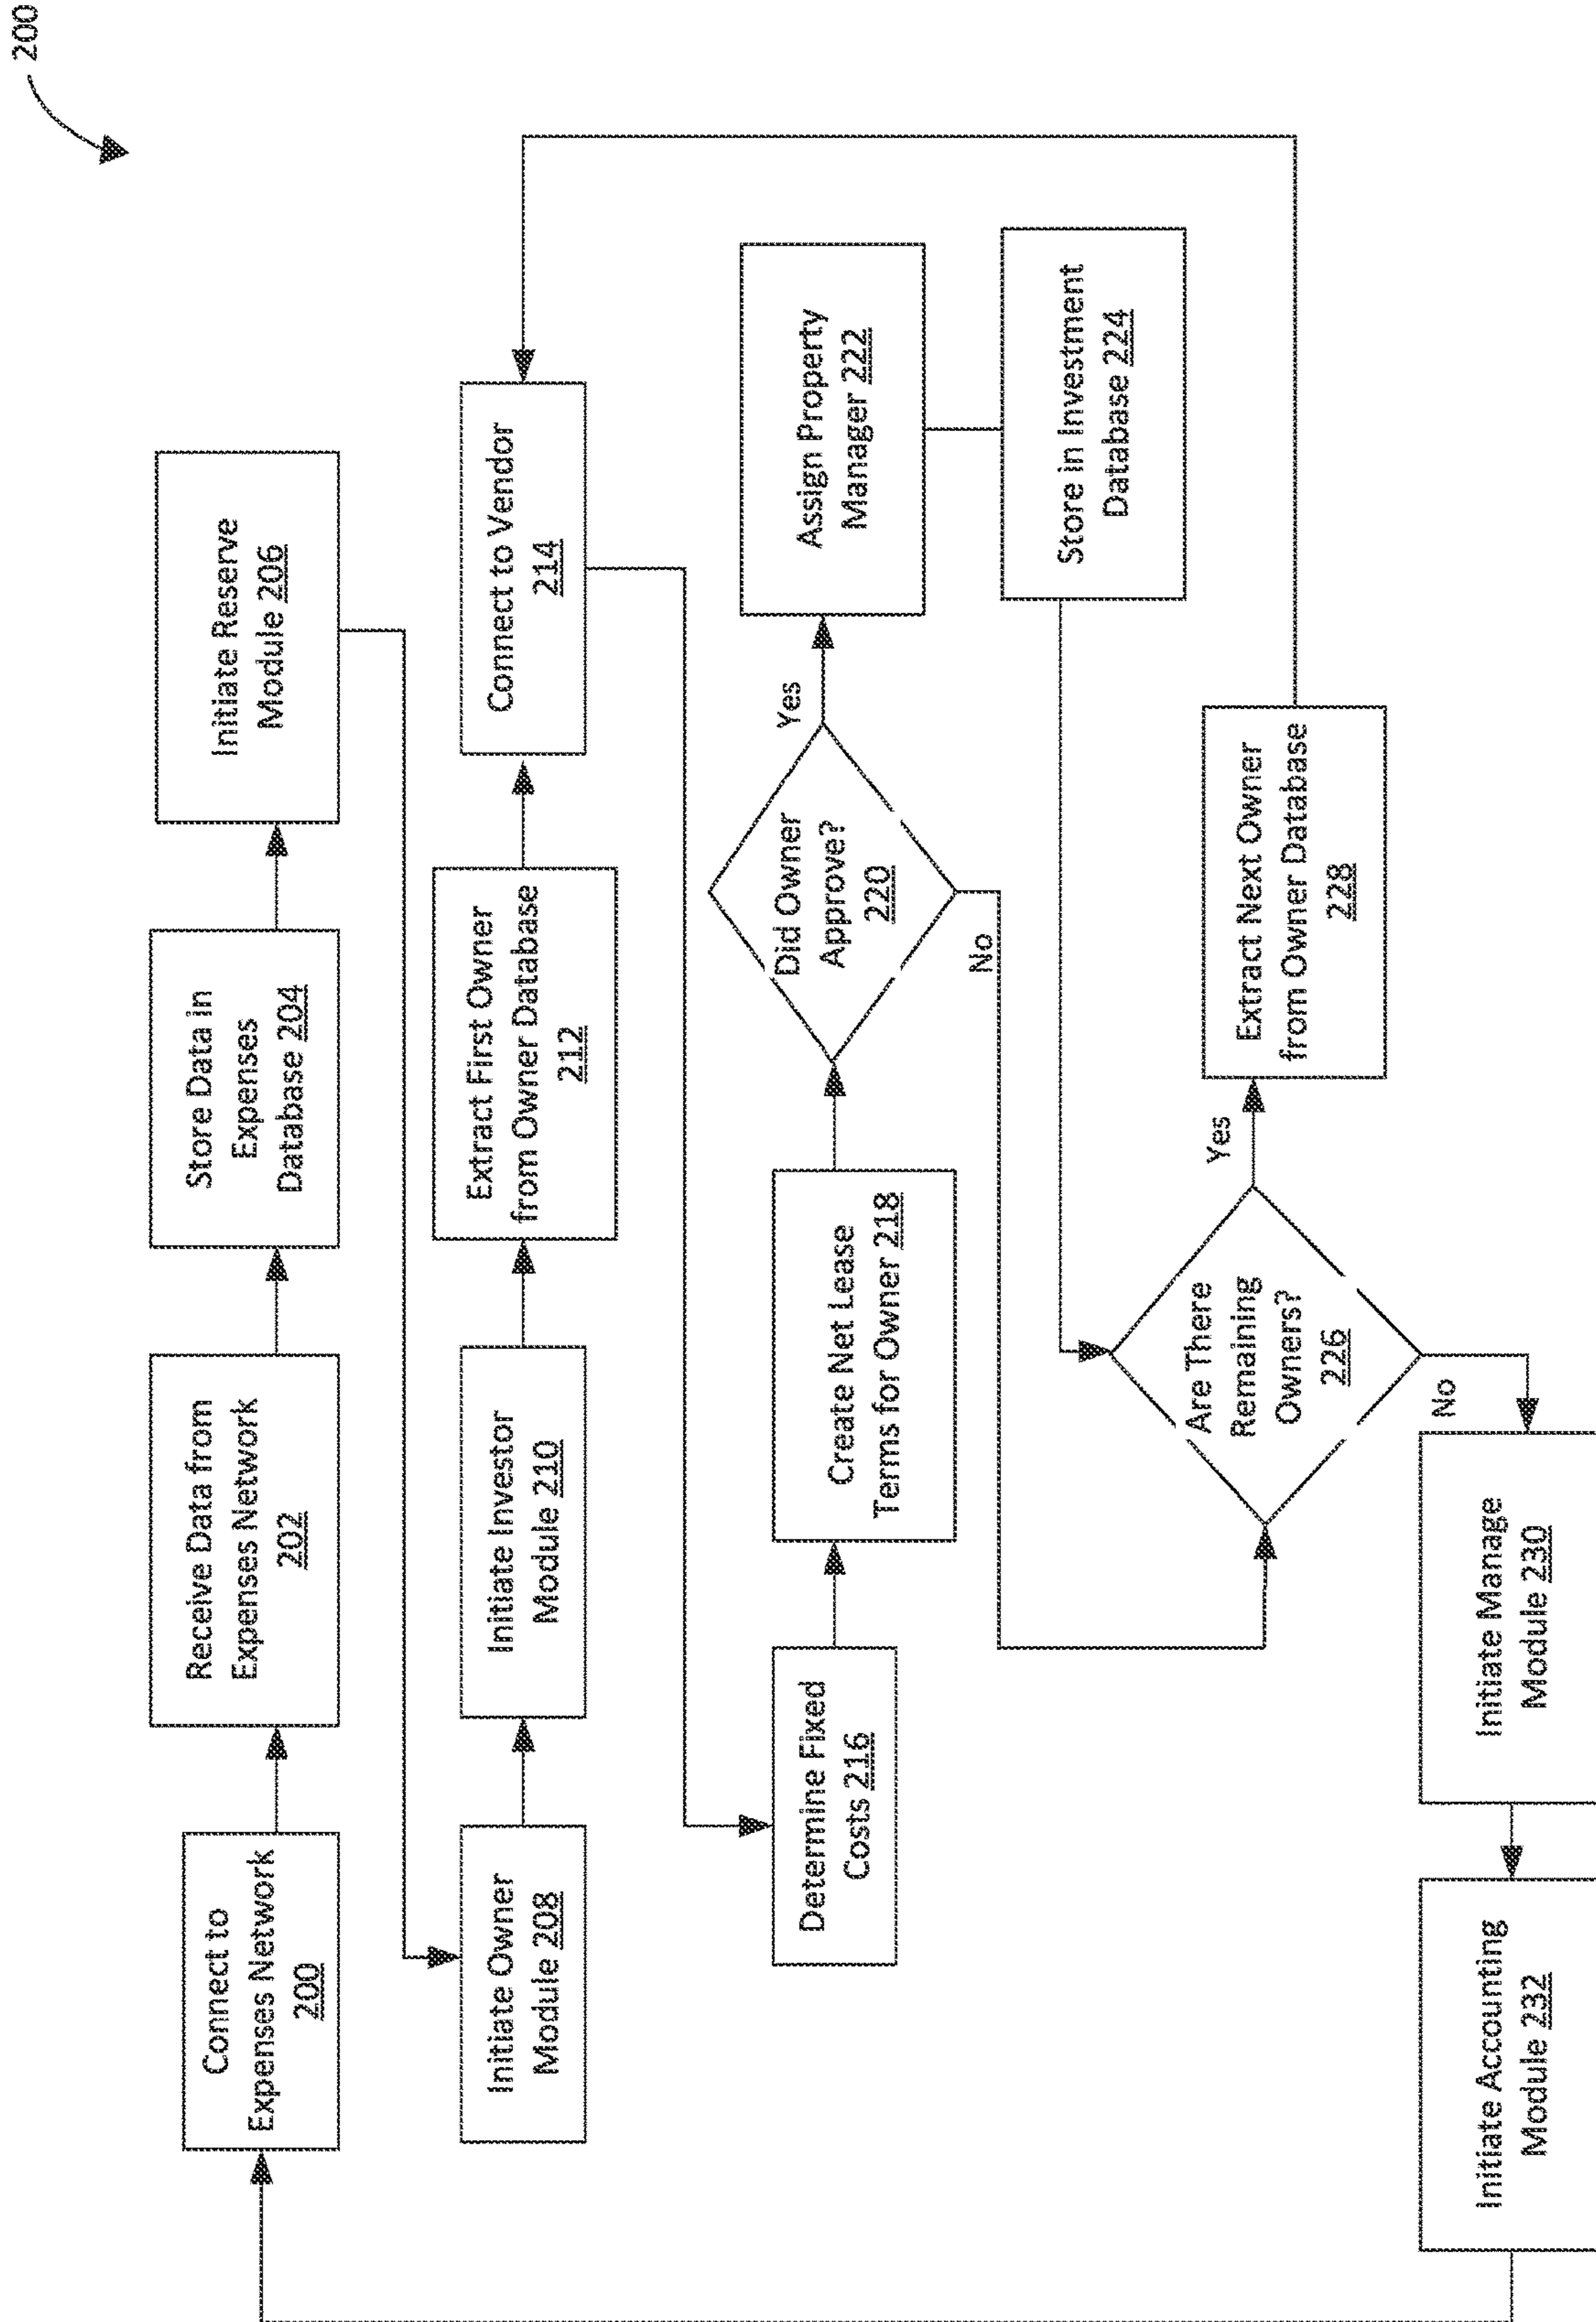 200
Connect to
Expenses Network
200
Receive Data from
Expenses Network
202
Store Data in
Expenses
Database 204
Initiate Reserve
Module 206
Initiate Owner
Module 208
Initiate Investor
Module 210
Extract First Owner
from Owner Database
212
Connect to Vendor
214
Determine Fixed
Costs 216
Create Net Lease
Terms for Owner 218
Did Owner
Approve?
220
Yes
No
Assign Property
Manager 222
Store in Investment
Database 224
Are There
Remaining
Owners?
226
Yes
No
Extract Next Owner
from Owner Database
228
Initiate Manage
Module 230
Initiate Accounting
Module 232